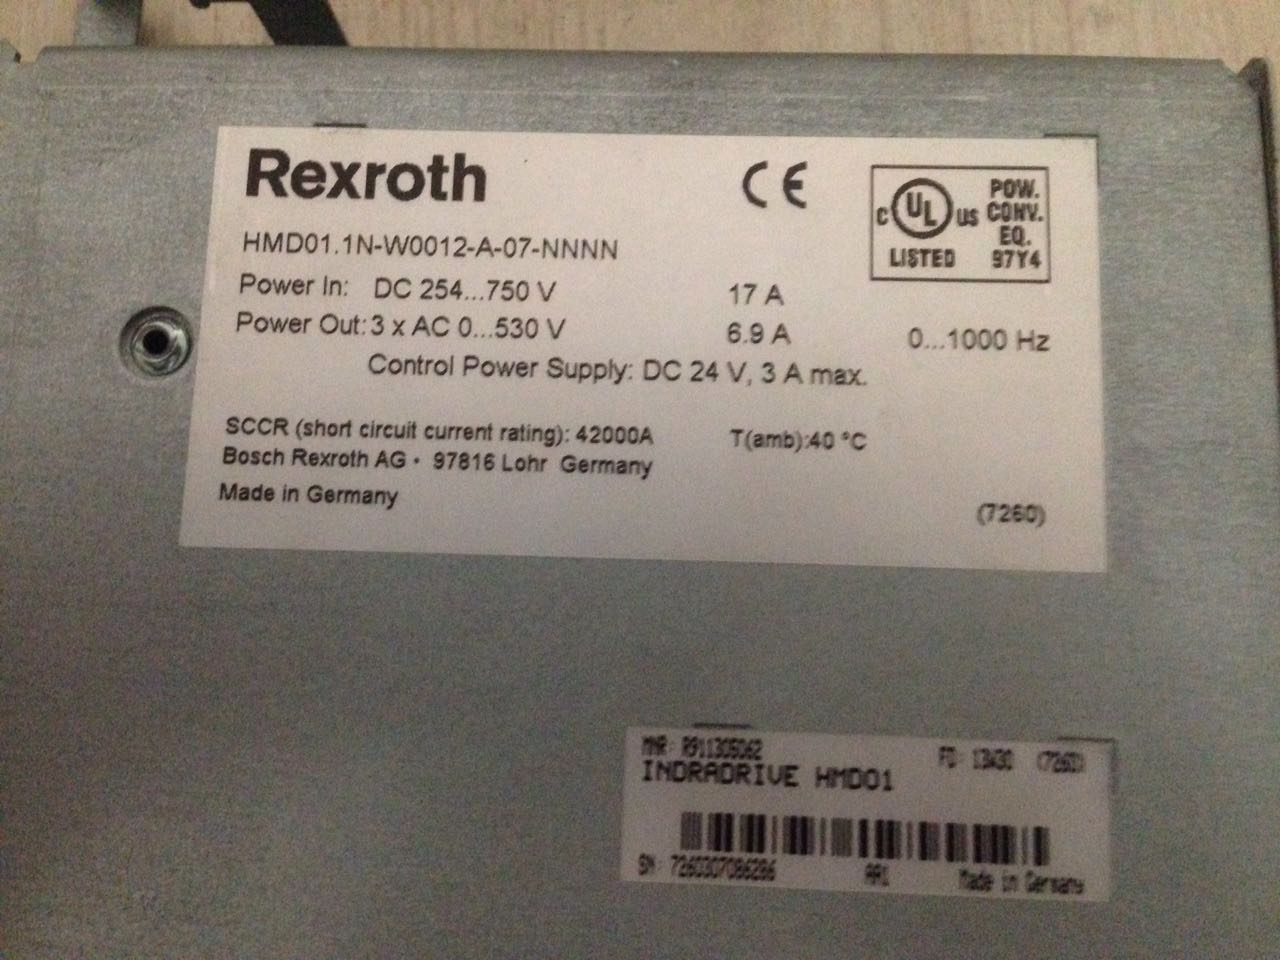 Rexroth
CE
C UL US
LISTED
POW.
CONV.
EQ.
97Y4
HMD01.1N-W0012-A-07-NNNN
Power In: DC 254...750 V 17 A
Power Out: 3 x AC 0...530 V 6.9 A 0...1000 Hz
Control Power Supply: DC 24 V, 3 A max.
SCCR (short circuit current rating): 42000A T(amb):40 °C
Bosch Rexroth AG • 97816 Lohr Germany
Made in Germany
(7260)
MNR: R911305062 FD: 13W30 (7260)
INDRADRIVE HMD01
SN: 7260307086286 AA1 Made in Germany